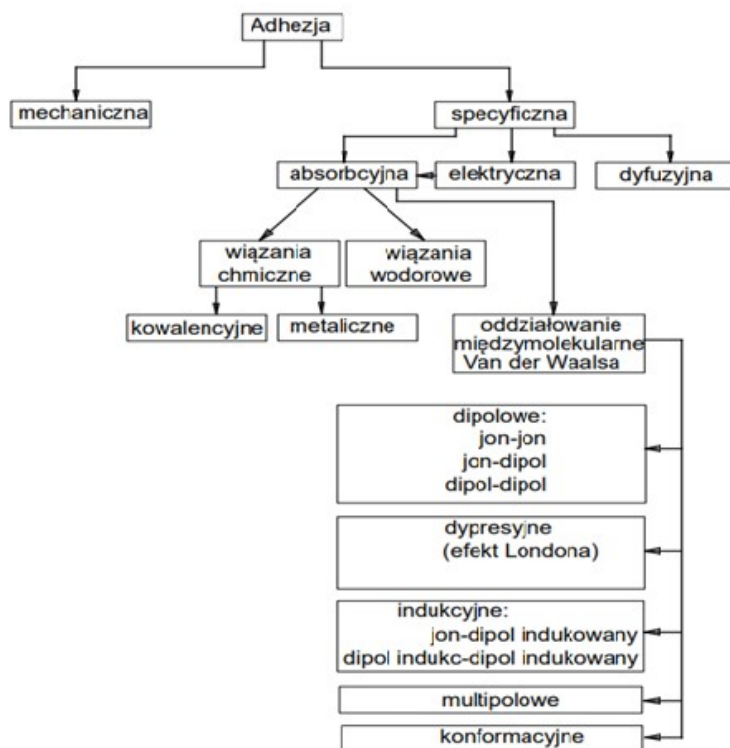 Adhezja
mechaniczna
specyficzna
absorbcyjna
elektryczna
dyfuzyjna
wiązania
chmiczne
wiązania
wodorowe
kowalencyjne
metaliczne
oddziałowanie
międzymolekularne
Van der Waalsa
dipolowe:
jon-jon
jon-dipol
dipol-dipol
dypresyjne
(efekt Londona)
indukcyjne:
jon-dipol indukowany
dipol indukc-dipol indukowany
multipolowe
konformacyjne